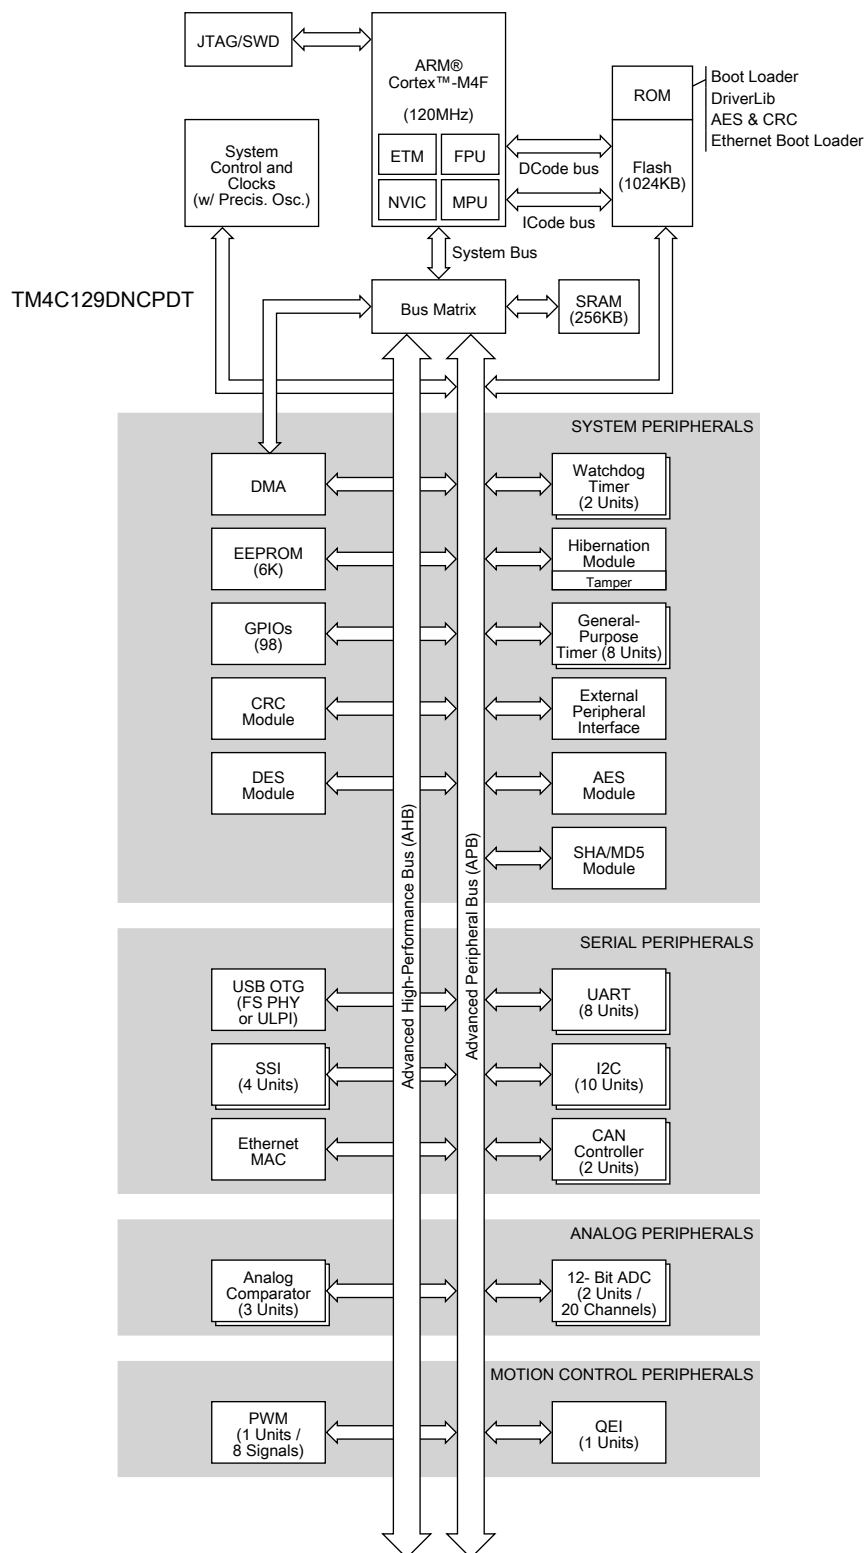 JTAG/SWD
ARM®
Cortex™-M4F
(120MHz)
ETM
FPU
NVIC
MPU
ROM
Boot Loader
DriverLib
AES & CRC
Ethernet Boot Loader
Flash
(1024KB)
DCode bus
ICode bus
System
Control and
Clocks
(w/ Precis. Osc.)
System Bus
TM4C129DNCPDT
Bus Matrix
SRAM
(256KB)
SYSTEM PERIPHERALS
DMA
Watchdog
Timer
(2 Units)
EEPROM
(6K)
Hibernation
Module
Tamper
GPIOs
(98)
General-
Purpose
Timer (8 Units)
CRC
Module
External
Peripheral
Interface
DES
Module
AES
Module
SHA/MD5
Module
Advanced High-Performance Bus (AHB)
Advanced Peripheral Bus (APB)
SERIAL PERIPHERALS
USB OTG
(FS PHY
or ULPI)
UART
(8 Units)
SSI
(4 Units)
I2C
(10 Units)
Ethernet
MAC
CAN
Controller
(2 Units)
ANALOG PERIPHERALS
Analog
Comparator
(3 Units)
12- Bit ADC
(2 Units /
20 Channels)
MOTION CONTROL PERIPHERALS
PWM
(1 Units /
8 Signals)
QEI
(1 Units)